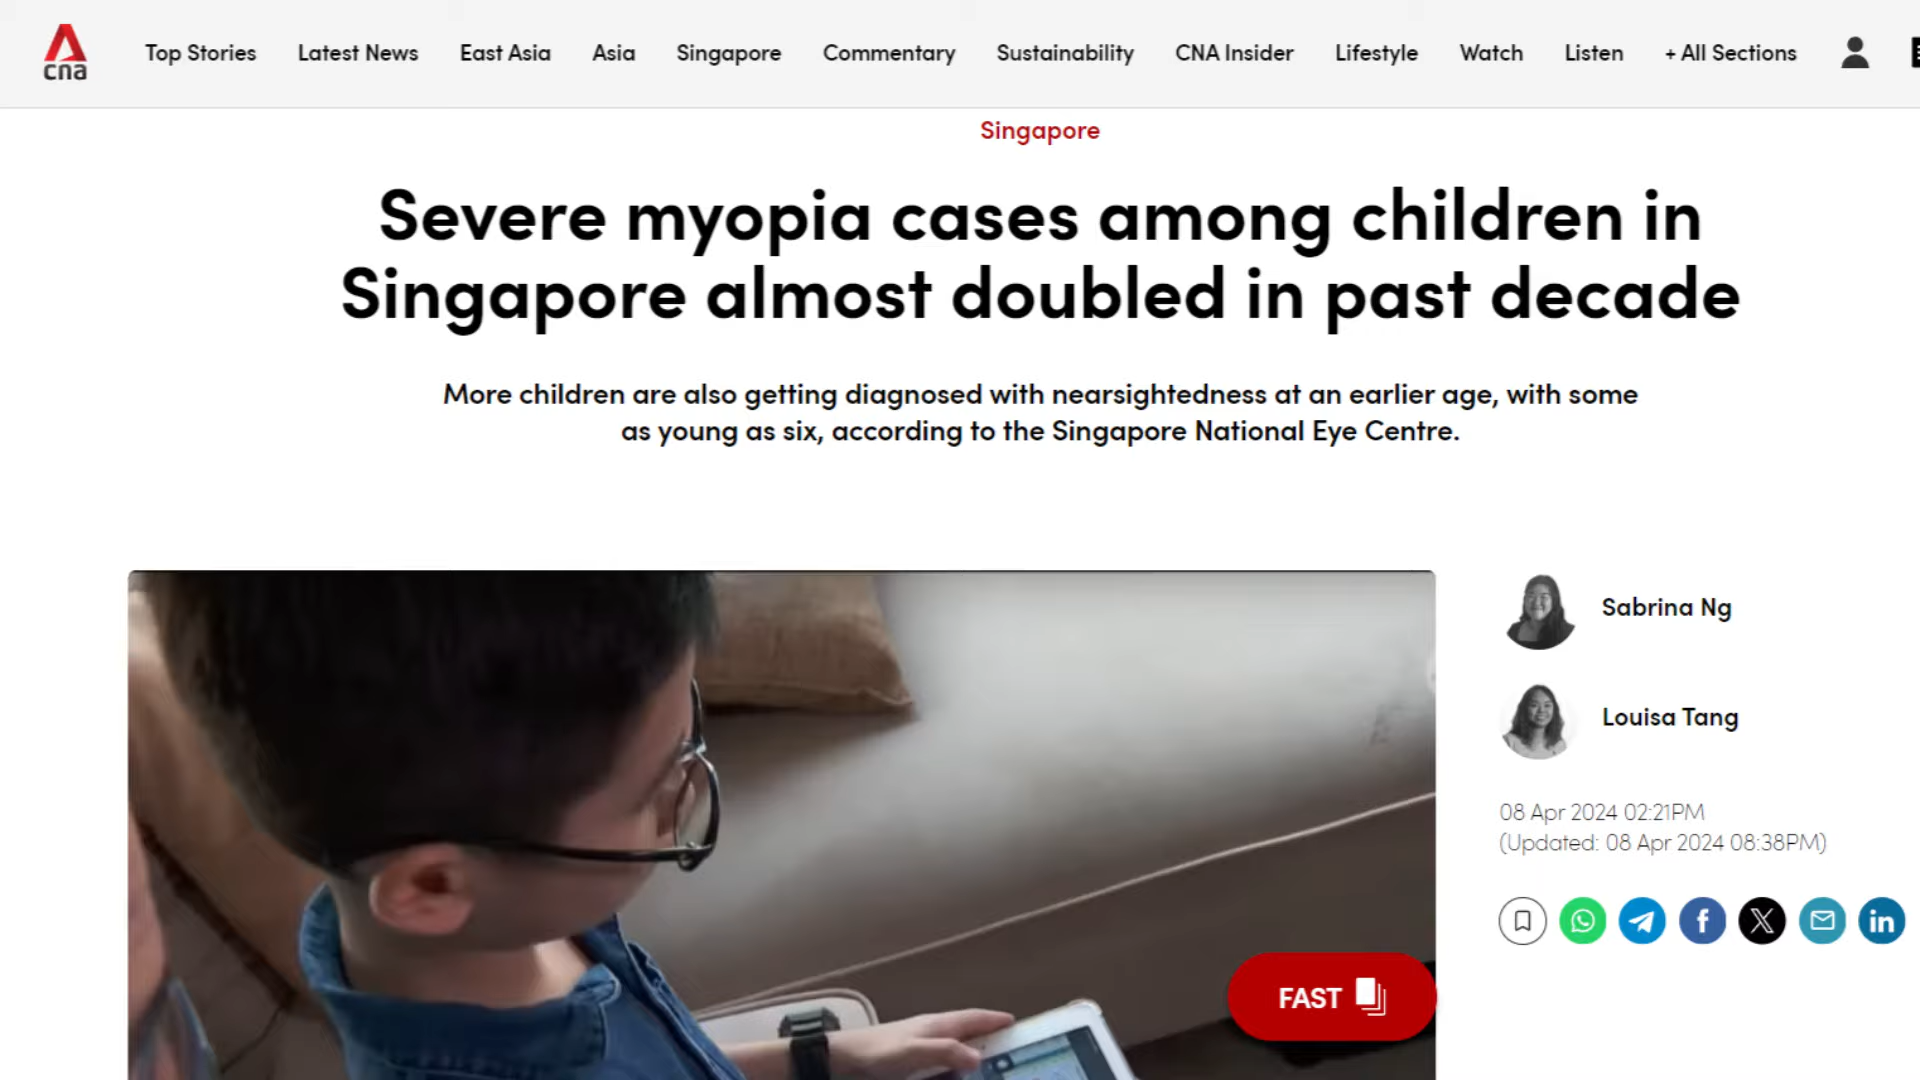 cna
Top Stories
Latest News
East Asia
Asia
Singapore
Commentary
Sustainability
CNA Insider
Lifestyle
Watch
Listen
+ All Sections
Singapore
Severe myopia cases among children in
Singapore almost doubled in past decade
More children are also getting diagnosed with nearsightedness at an earlier age, with some
as young as six, according to the Singapore National Eye Centre.
Sabrina Ng
Louisa Tang
08 Apr 2024 02:21PM
(Updated: 08 Apr 2024 08:38PM)
FAST